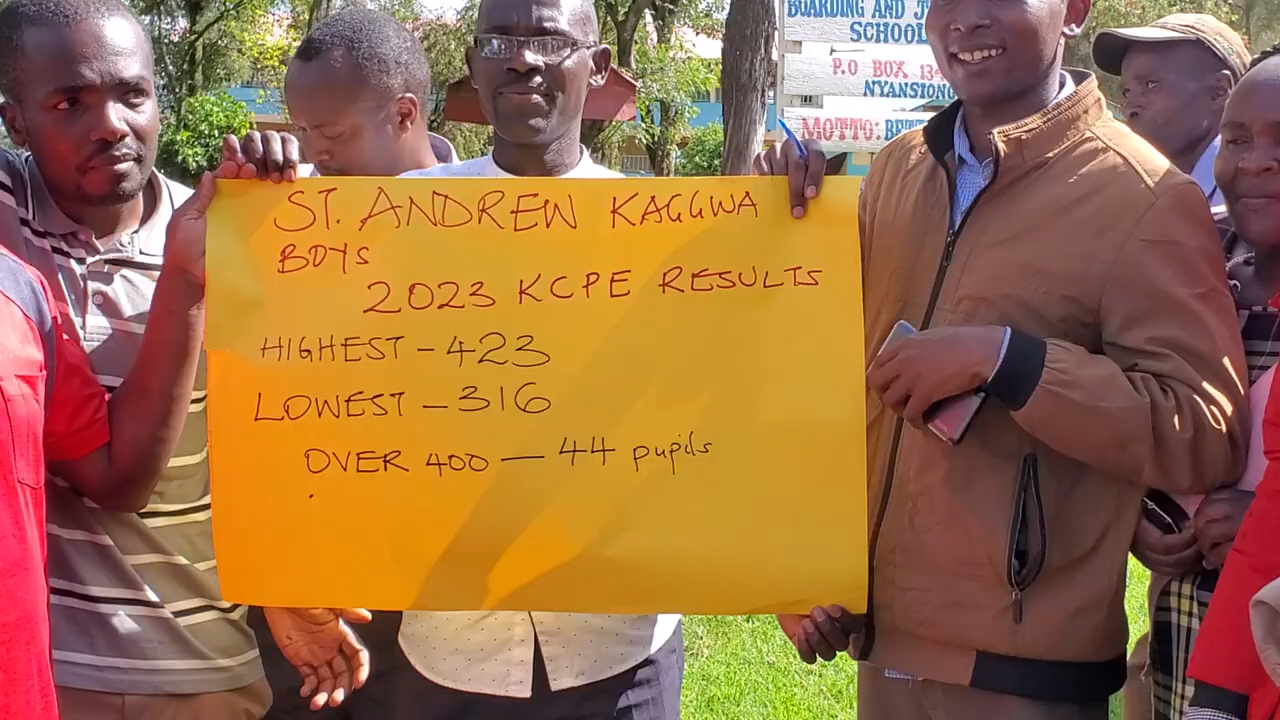 BOARDING AND J
SCHOOL
P.O BOX 134
NYANSIONG
MOTTO: BETT
ST. ANDREW KAGGWA
BOYS
2023 KCPE RESULTS
HIGHEST - 423
LOWEST - 316
OVER 400 — 44 pupils